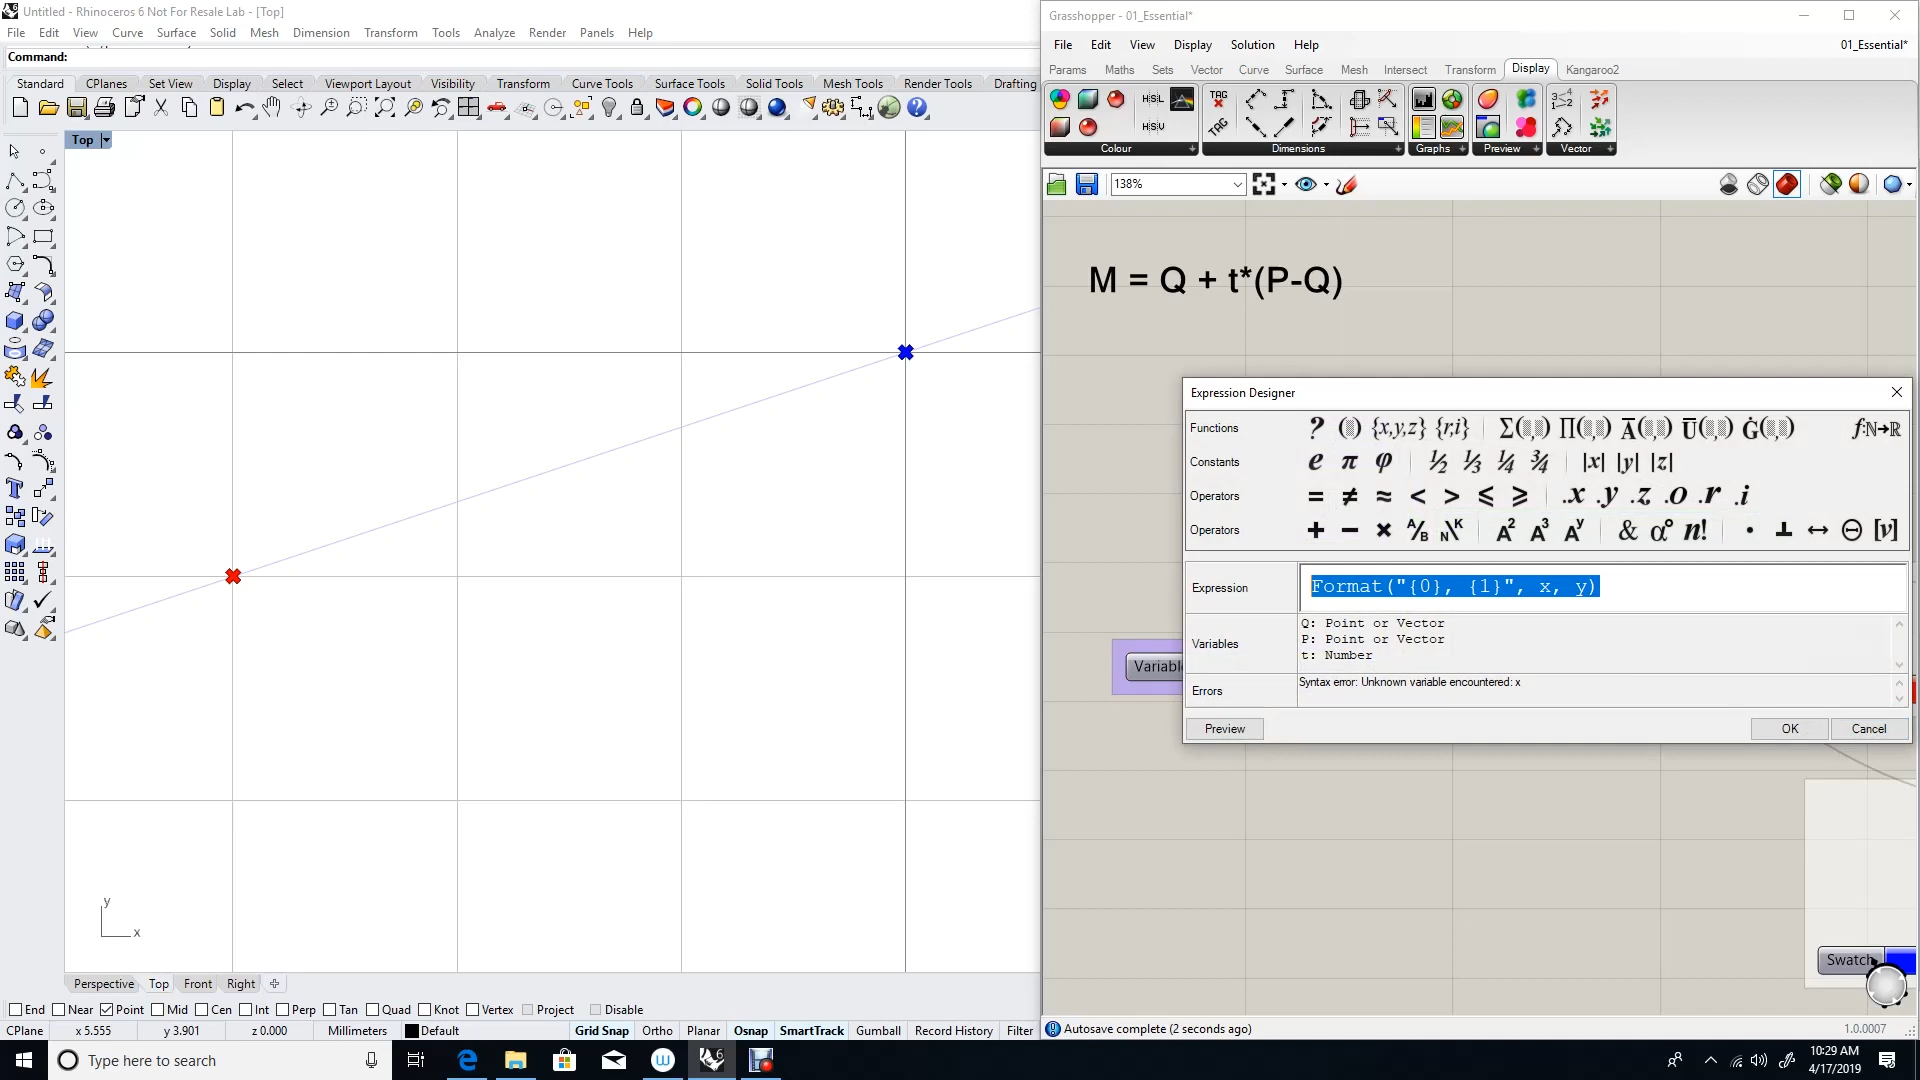 Untitled - Rhinoceros 6 Not For Resale Lab - [Top]
File Edit View Curve Surface Solid Mesh Dimension Transform Tools Analyze Render Panels Help
Command:
Standard CPlanes Set View Display Select Viewport Layout Visibility Transform Curve Tools Surface Tools Solid Tools Mesh Tools Render Tools Drafting
Top
y
x
Perspective Top Front Right
End Near Point Mid Cen Int Perp Tan Quad Knot Vertex Project Disable
CPlane x 5.555 y 3.901 z 0.000 Millimeters Default Grid Snap Ortho Planar Osnap SmartTrack Gumball Record History Filter
Grasshopper - 01_Essential*
File Edit View Display Solution Help 01_Essential*
Params Maths Sets Vector Curve Surface Mesh Intersect Transform Display Kangaroo2
Colour Dimensions Graphs Preview Vector
138%
M = Q + t*(P-Q)
Expression Designer
Functions
Constants
Operators
Operators
Expression Format("{0}, {1}", x, y)
Variables
Q: Point or Vector
P: Point or Vector
t: Number
Errors Syntax error: Unknown variable encountered: x
Preview OK Cancel
Variabl
Swatch
Autosave complete (2 seconds ago) 1.0.0007
Type here to search
10:29 AM
4/17/2019